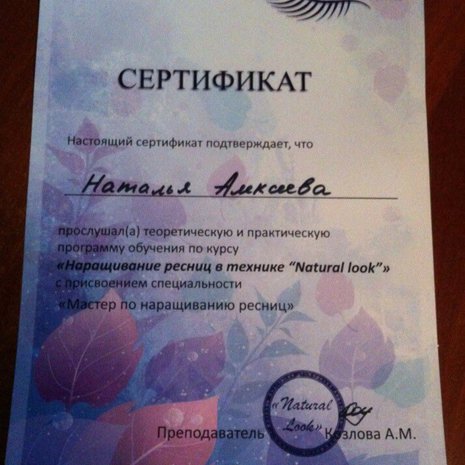 СЕРТИФИКАТ
Настоящий сертификат подтверждает, что
Наталья Алксеева
прослушал(а) теоретическую и практическую
программу обучения по курсу
«Наращивание ресниц в технике “Natural look”»
с присвоением специальности
«Мастер по наращиванию ресниц»
«Natural
Look»
Преподаватель Козлова А.М.